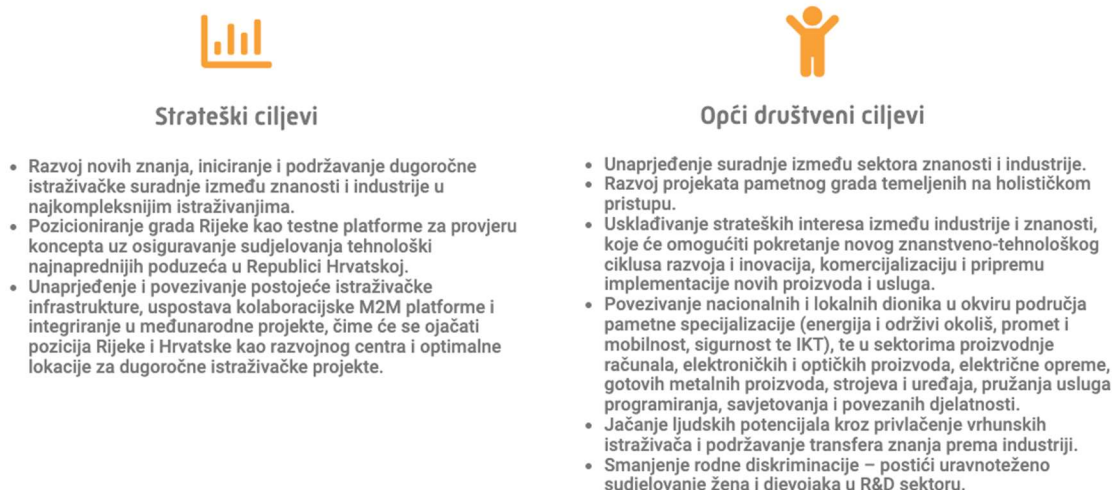 Strateški ciljevi
Razvoj novih znanja, iniciranje i podržavanje dugoročne
istraživačke suradnje između znanosti i industrije u
najkompleksnijim istraživanjima.
Pozicioniranje grada Rijeke kao testne platforme za provjeru
koncepta uz osiguravanje sudjelovanja tehnološki
najnaprednijih poduzeća u Republici Hrvatskoj.
Unaprjeđenje i povezivanje postojeće istraživačke
infrastrukture, uspostava kolaboracijske M2M platforme i
integriranje u međunarodne projekte, čime će se ojačati
pozicija Rijeke i Hrvatske kao razvojnog centra i optimalne
lokacije za dugoročne istraživačke projekte.
Opći društveni ciljevi
Unaprjeđenje suradnje između sektora znanosti i industrije.
Razvoj projekata pametnog grada temeljenih na holističkom
pristupu.
Usklađivanje strateških interesa između industrije i znanosti,
koje će omogućiti pokretanje novog znanstveno-tehnološkog
ciklusa razvoja i inovacija, komercijalizaciju i pripremu
implementacije novih proizvoda i usluga.
Povezivanje nacionalnih i lokalnih dionika u okviru područja
pametne specijalizacije (energija i održivi okoliš, promet i
mobilnost, sigurnost te IKT), te u sektorima proizvodnje
računala, elektroničkih i optičkih proizvoda, električne opreme,
gotovih metalnih proizvoda, strojeva i uređaja, pružanja usluga
programiranja, savjetovanja i povezanih djelatnosti.
Jačanje ljudskih potencijala kroz privlačenje vrhunskih
istraživača i podržavanje transfera znanja prema industriji.
Smanjenje rodne diskriminacije – postići uravnoteženo
sudjelovanje žena i djevojaka u R&D sektoru.